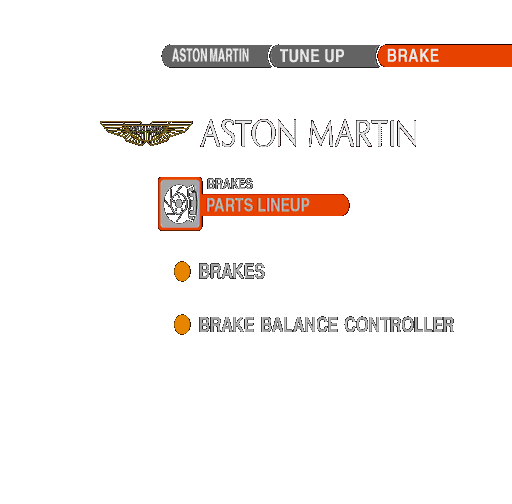 ASTON MARTIN TUNE UP BRAKE
ASTON MARTIN
BRAKES
PARTS LINEUP
BRAKES
BRAKE BALANCE CONTROLLER